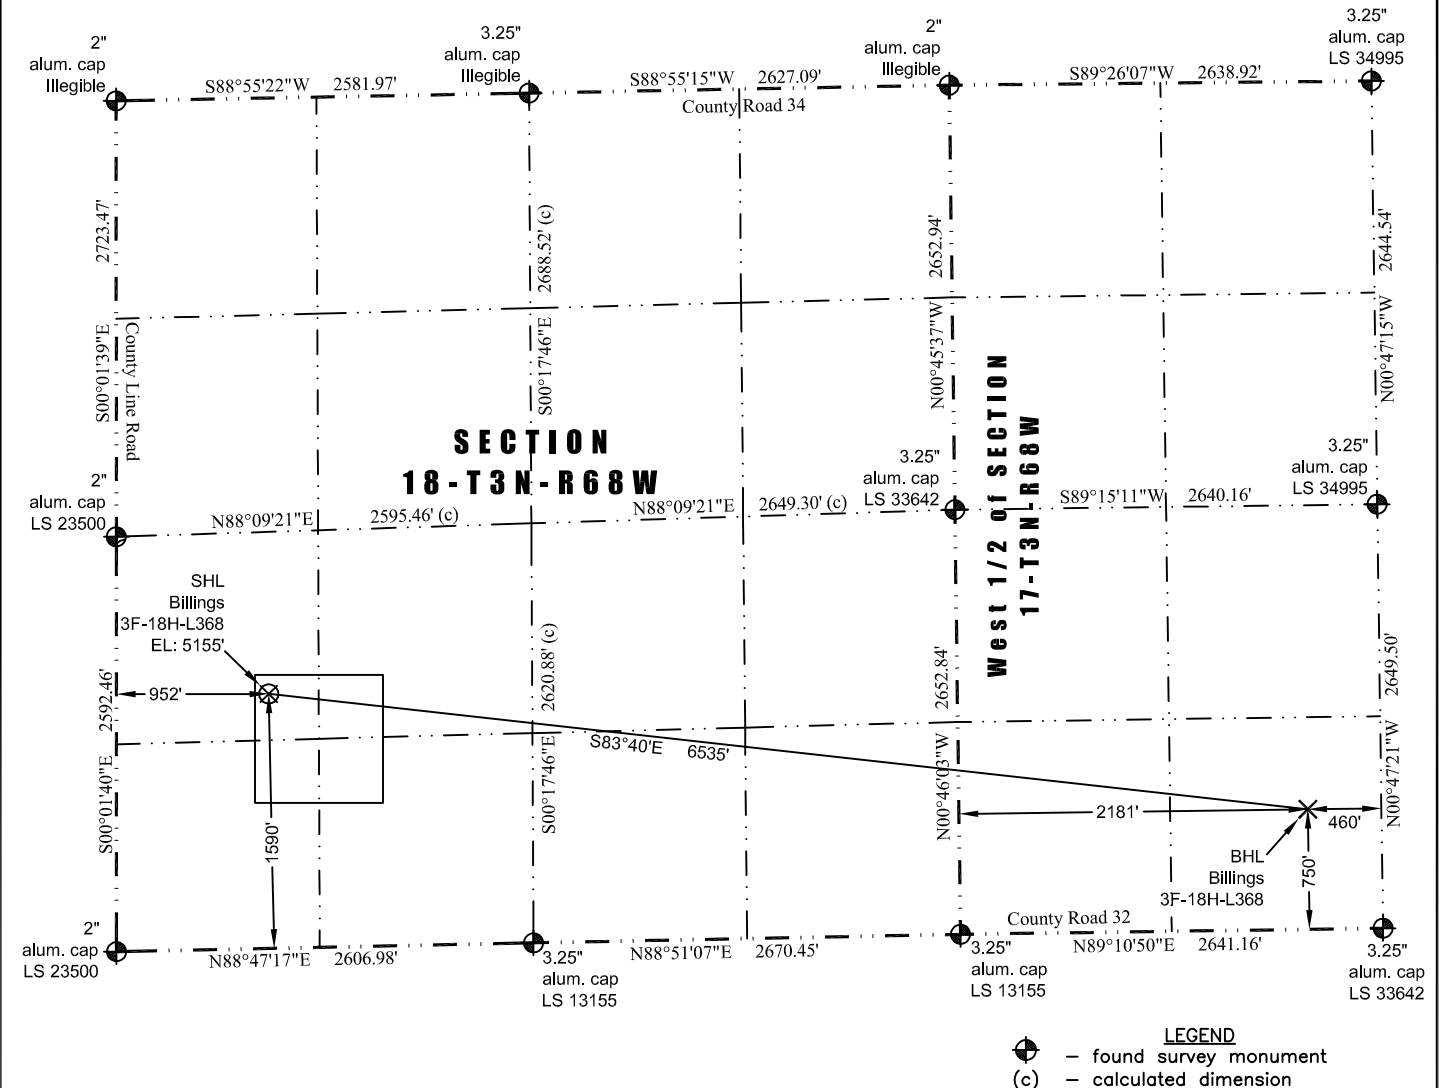 2"
alum. cap
Illegible
S88°55'22"W 2581.97'
3.25"
alum. cap
Illegible
S88°55'15"W 2627.09'
County Road 34
2"
alum. cap
Illegible
S89°26'07"W 2638.92'
3.25"
alum. cap
LS 34995
2723.47'
S00°01'39"E
County Line Road
2688.52' (c)
S00°17'46"E
2652.94'
N00°45'37"W
2644.54'
N00°47'15"W
SECTION
18-T3N-R68W
West 1/2 of SECTION
17-T3N-R68W
2"
alum. cap
LS 23500
N88°09'21"E 2595.46' (c)
N88°09'21"E 2649.30' (c)
3.25"
alum. cap
LS 33642
S89°15'11"W 2640.16'
3.25"
alum. cap
LS 34995
SHL
Billings
3F-18H-L368
EL: 5155'
952'
1590'
2592.46'
S00°01'40"E
2620.88' (c)
S00°17'46"E
S83°40'E 6535'
2652.84'
N00°46'03"W
2649.50'
N00°47'21"W
2181'
460'
750'
BHL
Billings
3F-18H-L368
County Road 32
2"
alum. cap
LS 23500
N88°47'17"E 2606.98'
3.25"
alum. cap
LS 13155
N88°51'07"E 2670.45'
3.25"
alum. cap
LS 13155
N89°10'50"E 2641.16'
3.25"
alum. cap
LS 33642
LEGEND
– found survey monument
(c) – calculated dimension